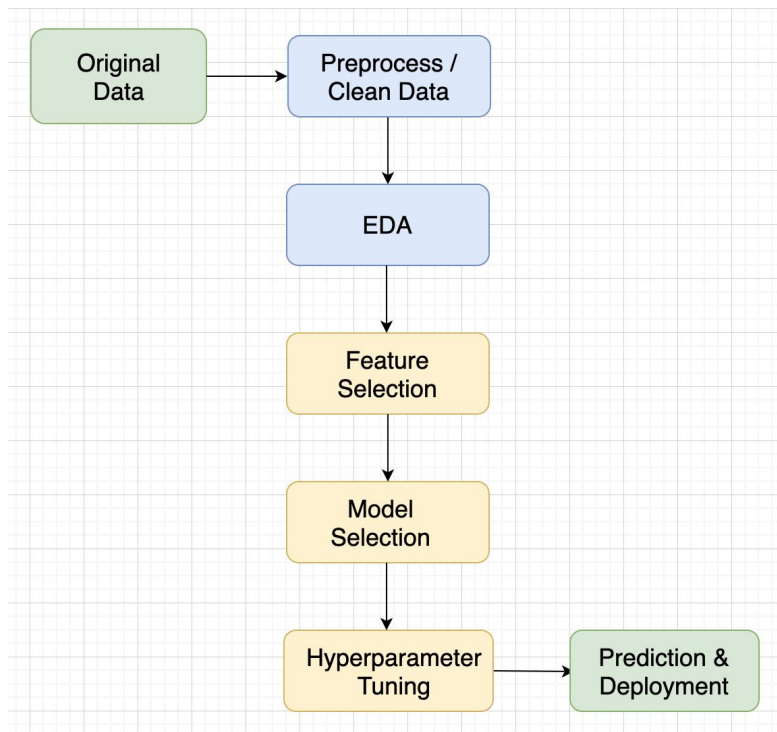 Original
Data
Preprocess /
Clean Data
EDA
Feature
Selection
Model
Selection
Hyperparameter
Tuning
Prediction &
Deployment